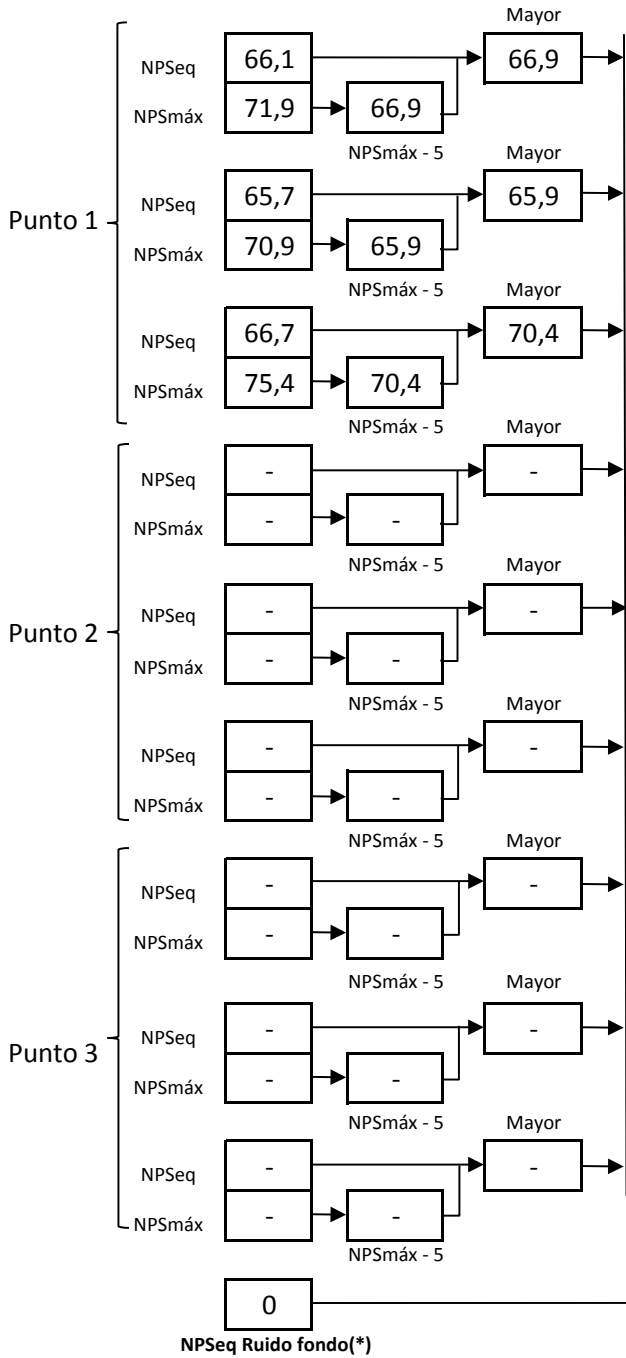 Mayor
NPSeq 66,1 66,9
NPSmáx 71,9 66,9
NPSmáx - 5
Mayor
Punto 1
NPSeq 65,7 65,9
NPSmáx 70,9 65,9
NPSmáx - 5
Mayor
NPSeq 66,7 70,4
NPSmáx 75,4 70,4
NPSmáx - 5
Mayor
NPSeq - -
NPSmáx - -
NPSmáx - 5
Mayor
Punto 2
NPSeq - -
NPSmáx - -
NPSmáx - 5
Mayor
NPSeq - -
NPSmáx - -
NPSmáx - 5
Mayor
NPSeq - -
NPSmáx - -
NPSmáx - 5
Mayor
Punto 3
NPSeq - -
NPSmáx - -
NPSmáx - 5
Mayor
NPSeq - -
NPSmáx - -
NPSmáx - 5
0
NPSeq Ruido fondo(*)